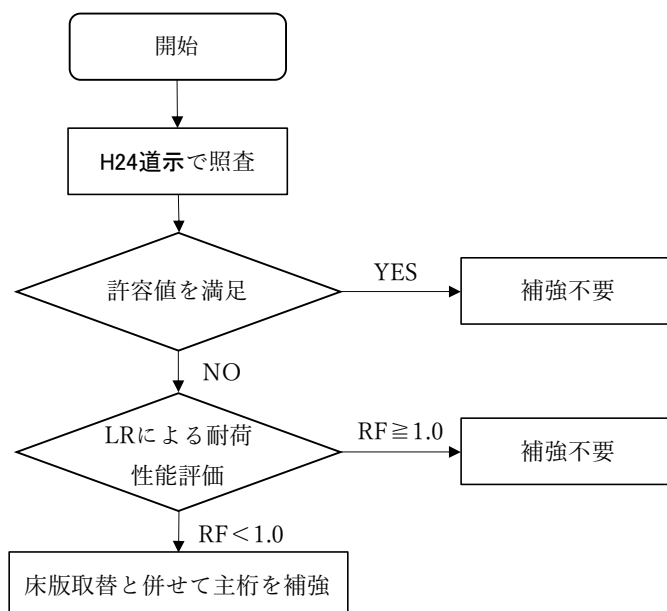 開始
H24道示で照査
許容値を満足
YES
補強不要
NO
LRによる耐荷
性能評価
RF≧1.0
補強不要
RF＜1.0
床版取替と併せて主桁を補強